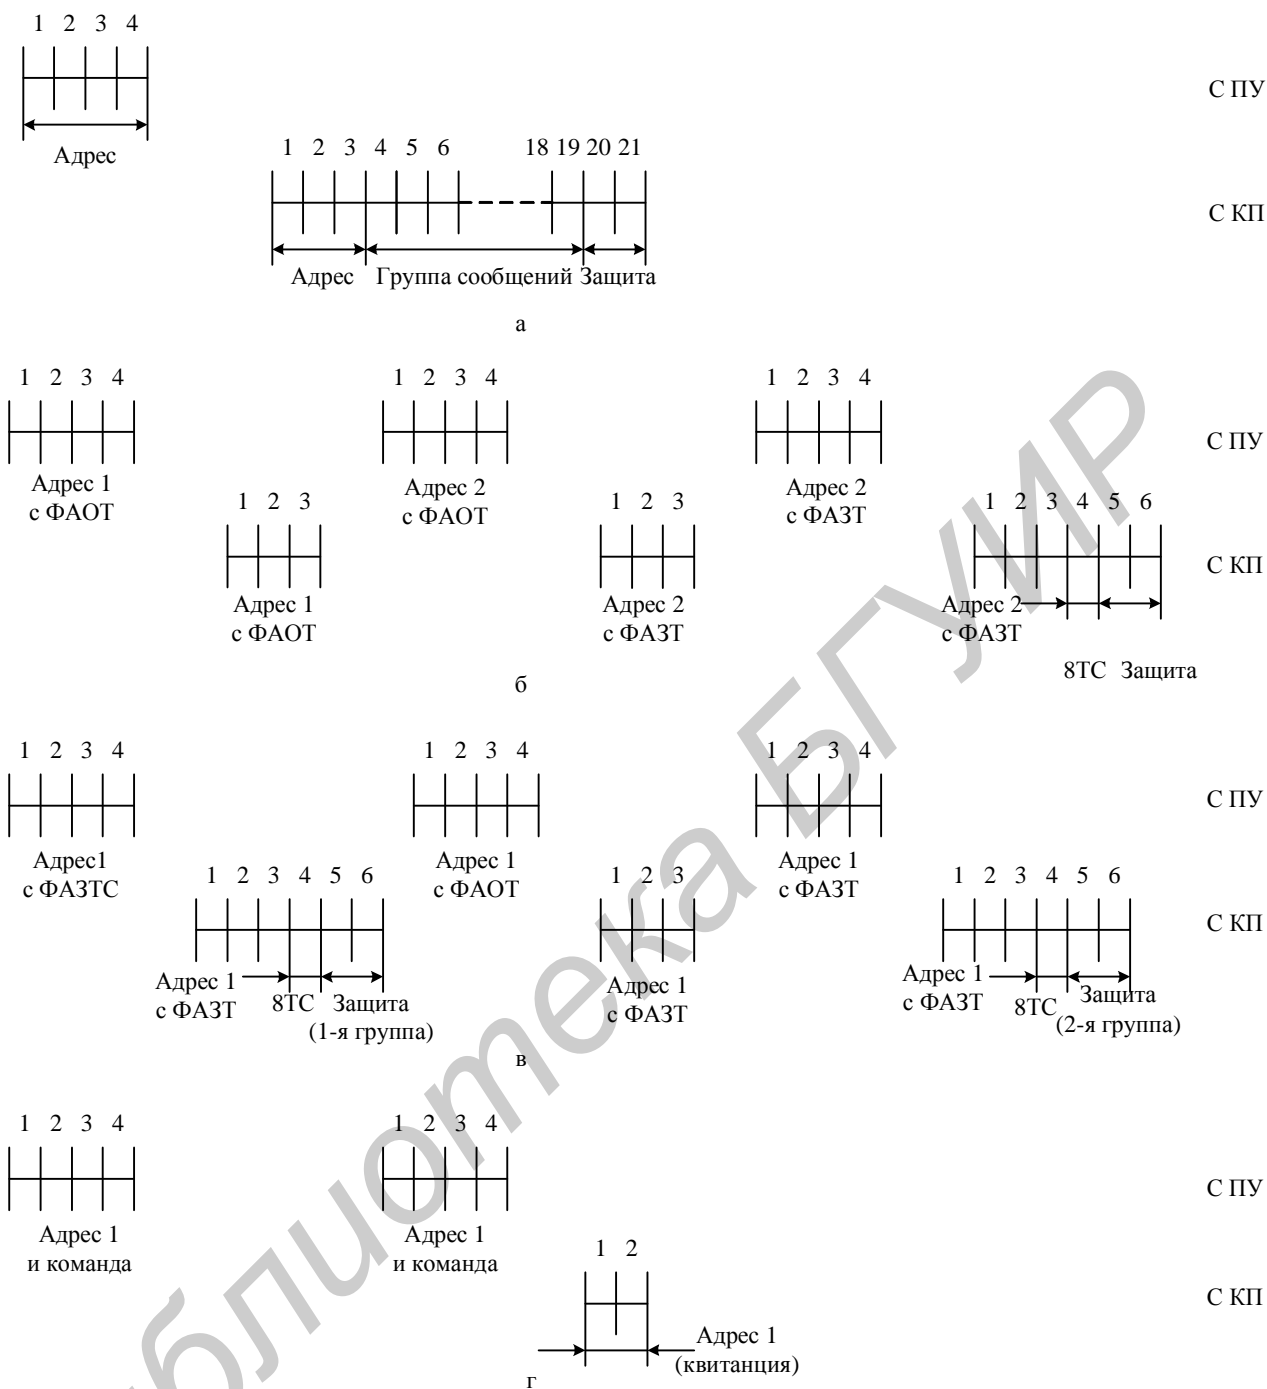 1 2 3 4
С ПУ
Адрес
1 2 3 4 5 6 18 19 20 21
С КП
Адрес Группа сообщений Защита
а
1 2 3 4 1 2 3 4 1 2 3 4
С ПУ
Адрес 1 Адрес 2 Адрес 2
с ФАОТ с ФАОТ с ФАЗТ
1 2 3 1 2 3 1 2 3 4 5 6
С КП
Адрес 1 Адрес 2 Адрес 2
с ФАОТ с ФАЗТ с ФАЗТ
8ТС Защита
б
1 2 3 4 1 2 3 4 1 2 3 4
С ПУ
Адрес1 Адрес 1 Адрес 1
с ФАЗТС с ФАОТ с ФАЗТ
1 2 3 4 5 6 1 2 3 1 2 3 4 5 6
С КП
Адрес 1 Адрес 1 Адрес 1
с ФАЗТ 8ТС Защита с ФАЗТ с ФАЗТ 8ТС Защита
(1-я группа) (2-я группа)
в
1 2 3 4 1 2 3 4
С ПУ
Адрес 1 Адрес 1
и команда и команда
1 2
С КП
Адрес 1
(квитанция)
г
блиотека БГУИР